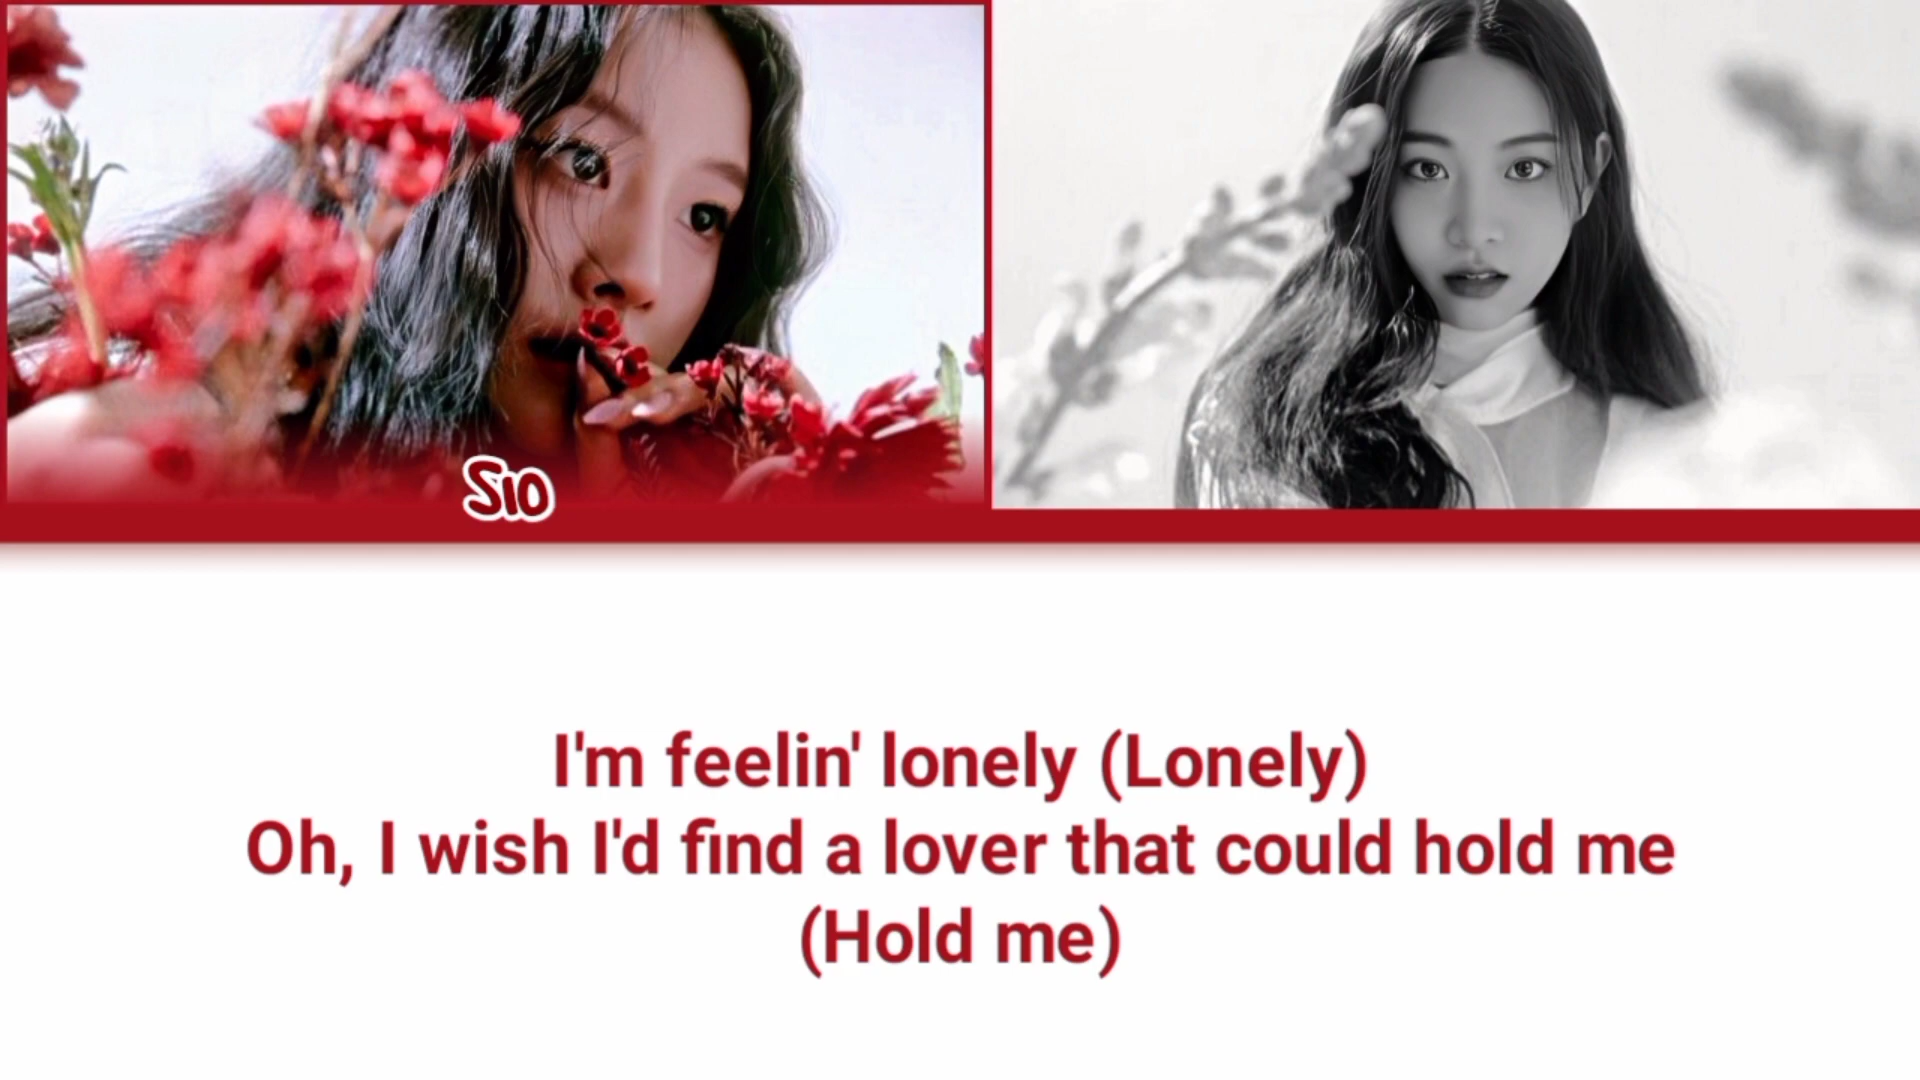 Sio
I'm feelin' lonely (Lonely)
Oh, I wish I'd find a lover that could hold me
(Hold me)